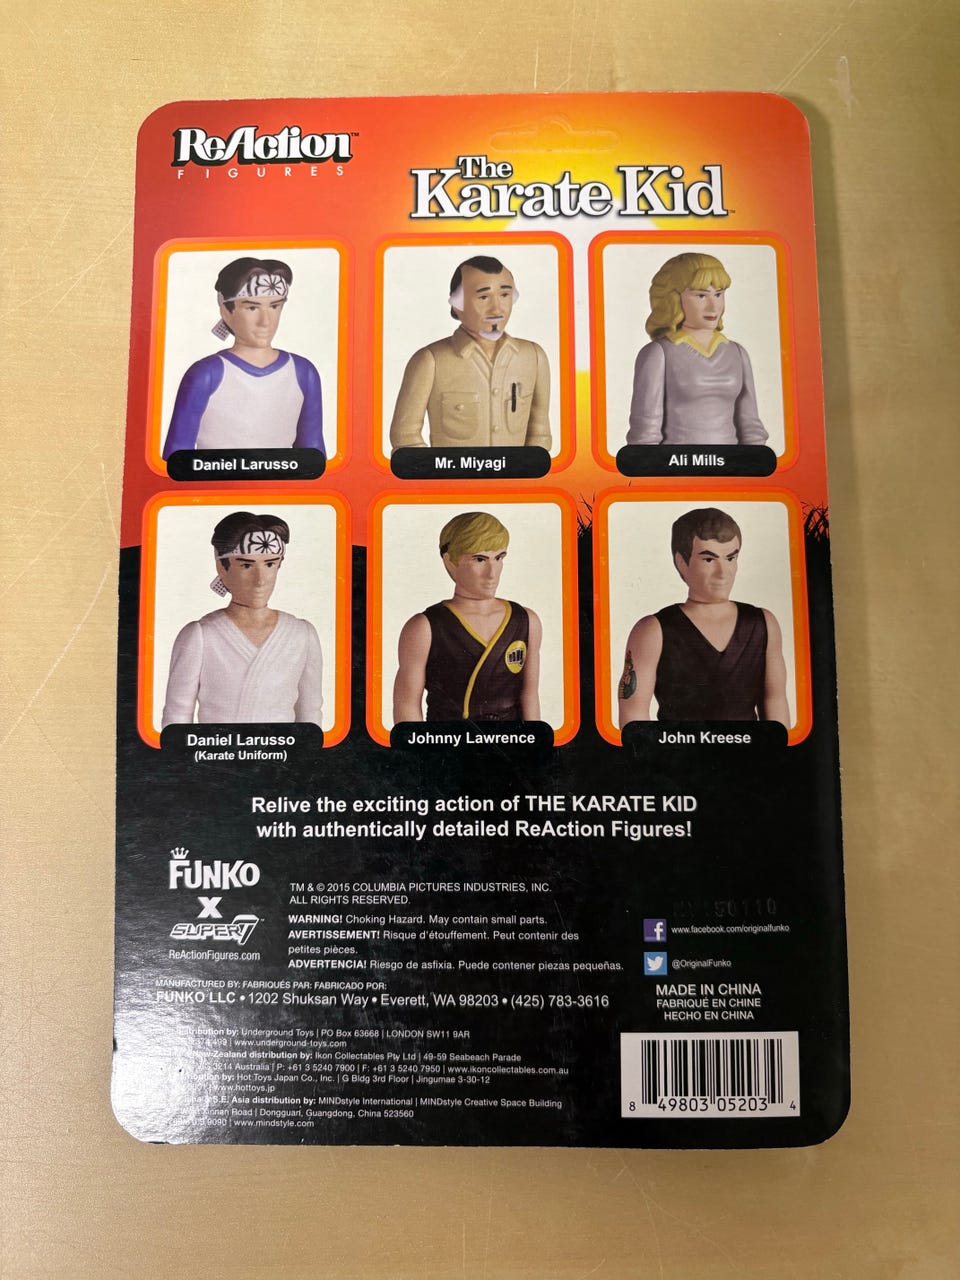 ReAction™
FIGURES
The
Karate Kid™
Daniel Larusso
Mr. Miyagi
Ali Mills
Daniel Larusso
(Karate Uniform)
Johnny Lawrence
John Kreese
Relive the exciting action of THE KARATE KID
with authentically detailed ReAction Figures!
FUNKO
X
SUPER7™
ReActionFigures.com
TM & © 2015 COLUMBIA PICTURES INDUSTRIES, INC.
ALL RIGHTS RESERVED.
WARNING! Choking Hazard. May contain small parts.
AVERTISSEMENT! Risque d'étouffement. Peut contenir des
petites pièces.
ADVERTENCIA! Riesgo de asfixia. Puede contener piezas pequeñas.
MANUFACTURED BY: FABRIQUÉS PAR: FABRICADO POR:
FUNKO LLC • 1202 Shuksan Way • Everett, WA 98203 • (425) 783-3616
f www.facebook.com/originalfunko
@OriginalFunko
MADE IN CHINA
FABRIQUÉ EN CHINE
HECHO EN CHINA
by: Underground Toys | PO Box 63668 | LONDON SW11 9AR
www.underground-toys.com
New-Zealand distribution by: Ikon Collectables Pty Ltd | 49-59 Seabeach Parade
3214 Australia | P: +61 3 5240 7900 | F: +61 3 5240 7950 | www.ikoncollectables.com.au
by: Hot Toys Japan Co., Inc. | G Bldg 3rd Floor | Jingumae 3-30-12
www.hottoys.jp
S.E. Asia distribution by: MINDstyle International | MINDstyle Creative Space Building
Xinnan Road | Dongguan, Guangdong, China 523560
9090 | www.mindstyle.com
8 49803 05203 4